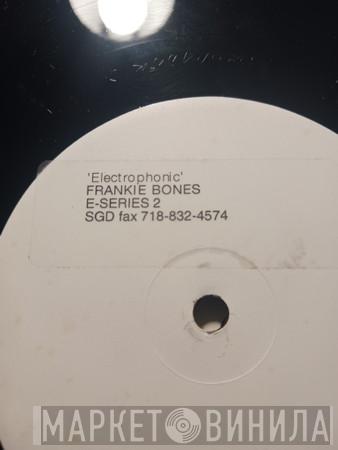 'Electrophonic'
FRANKIE BONES
E-SERIES 2
SGD fax 718-832-4574
МАРКЕТ ВИНИЛА